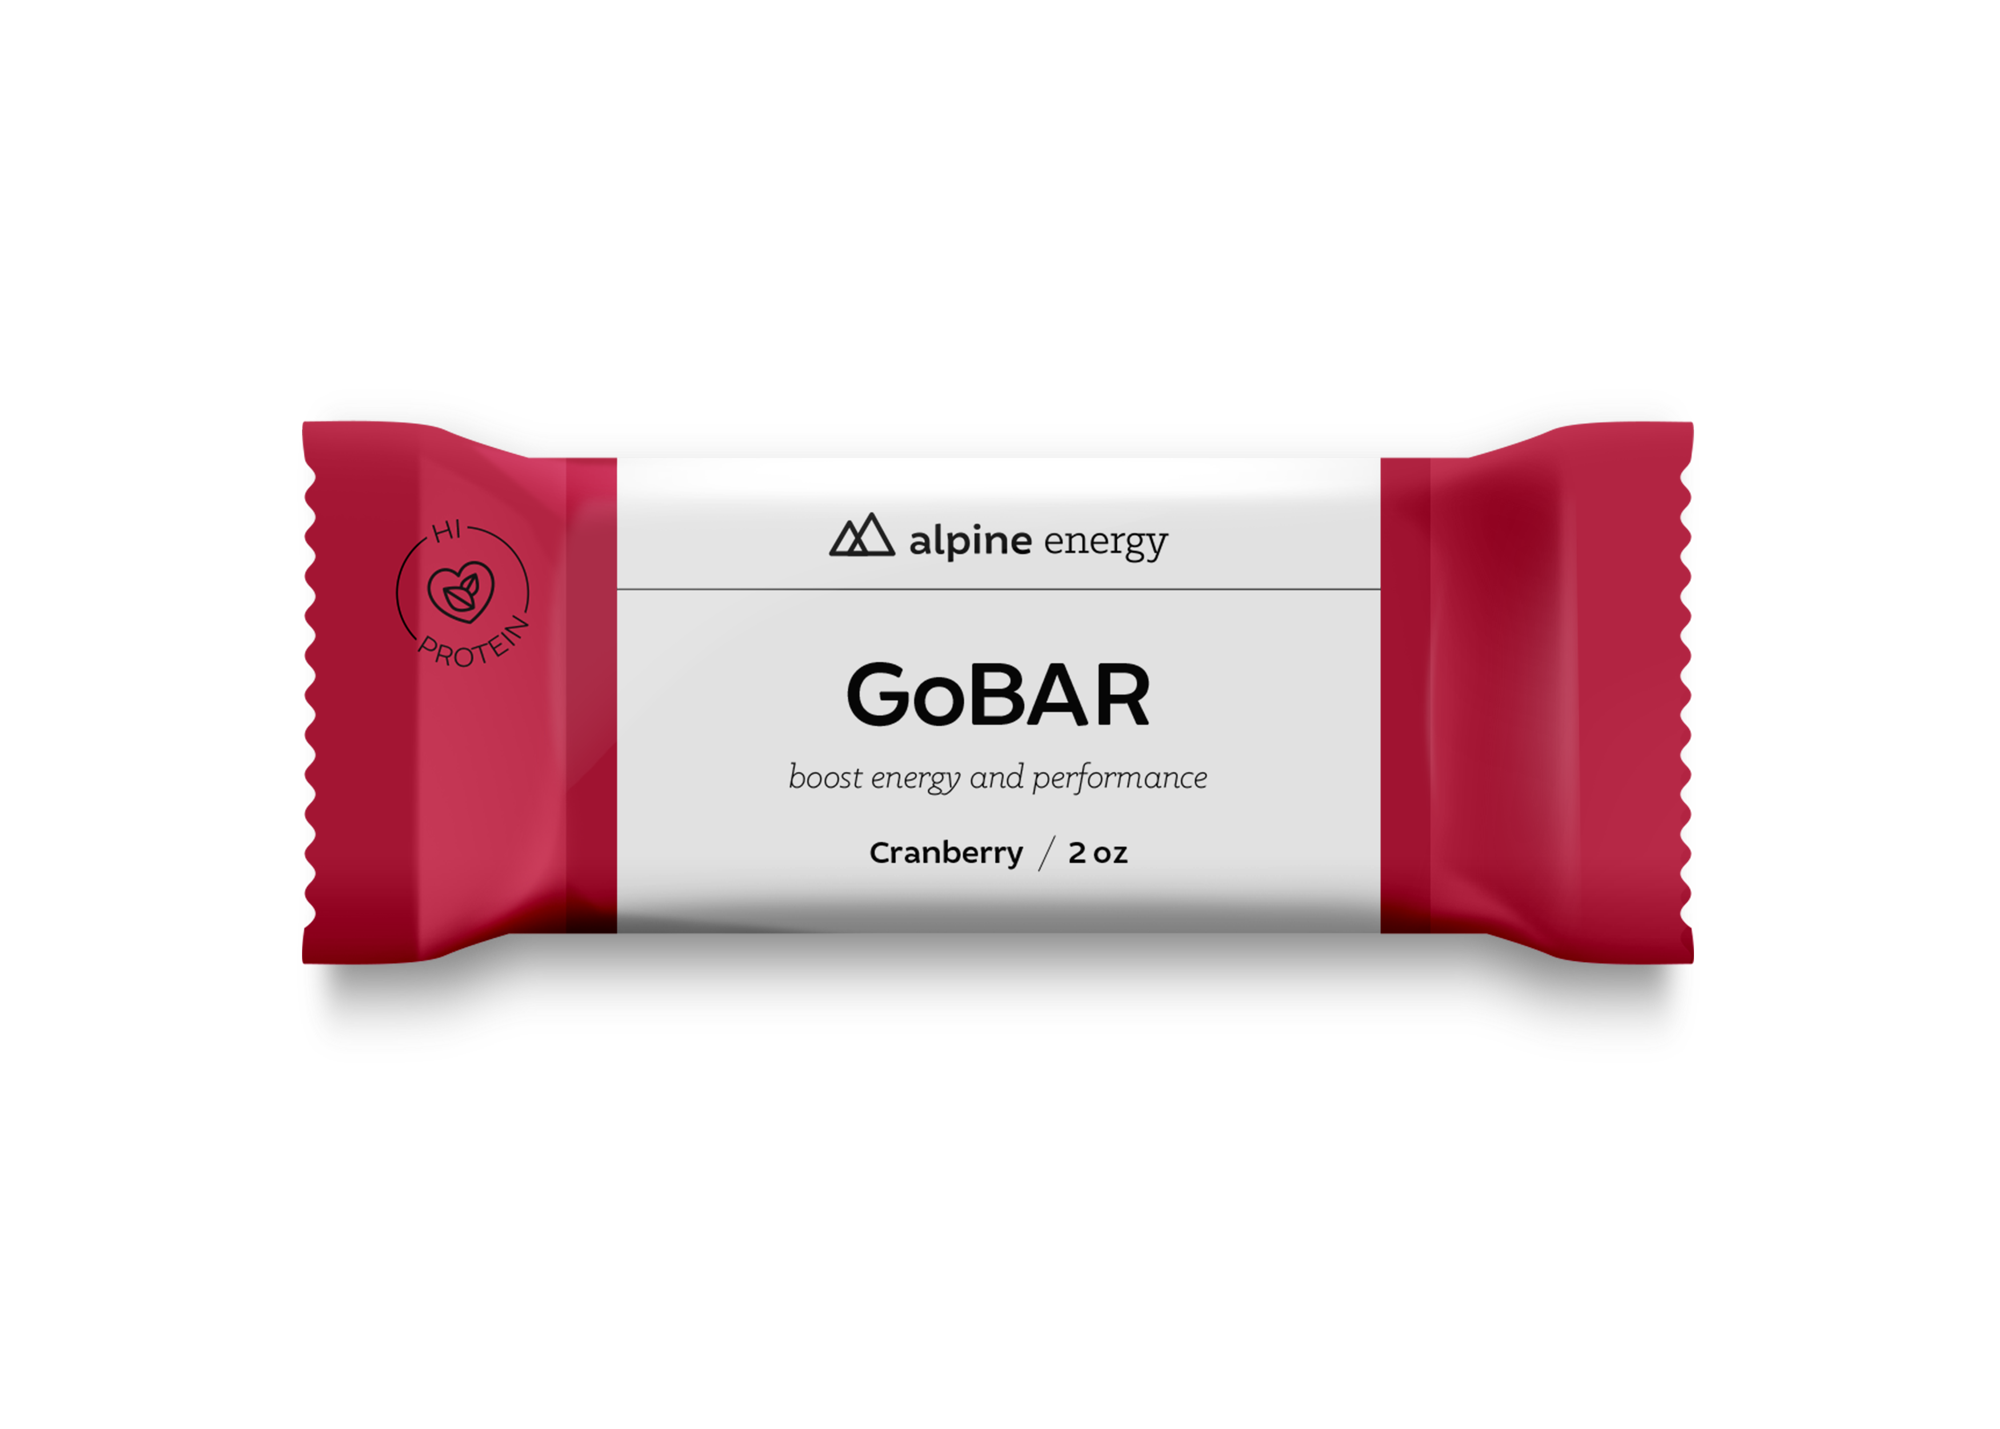 HI
PROTEIN
alpine energy
GoBAR
boost energy and performance
Cranberry / 2 oz